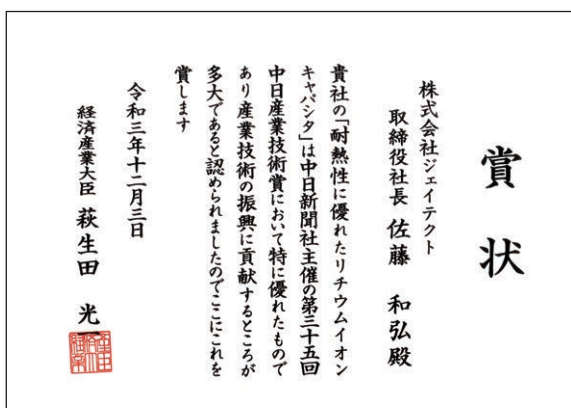 賞状
株式会社ジェイテクト
取締役社長 佐藤 和弘殿
貴社の「耐熱性に優れたリチウムイオン
キャパシタ」は中日新聞社主催の第三十五回
中日産業技術賞において特に優れたもので
あり産業技術の振興に貢献するところが
多大であると認められましたのでここにこれを
賞します
令和三年十二月三日
経済産業大臣 萩生田 光一